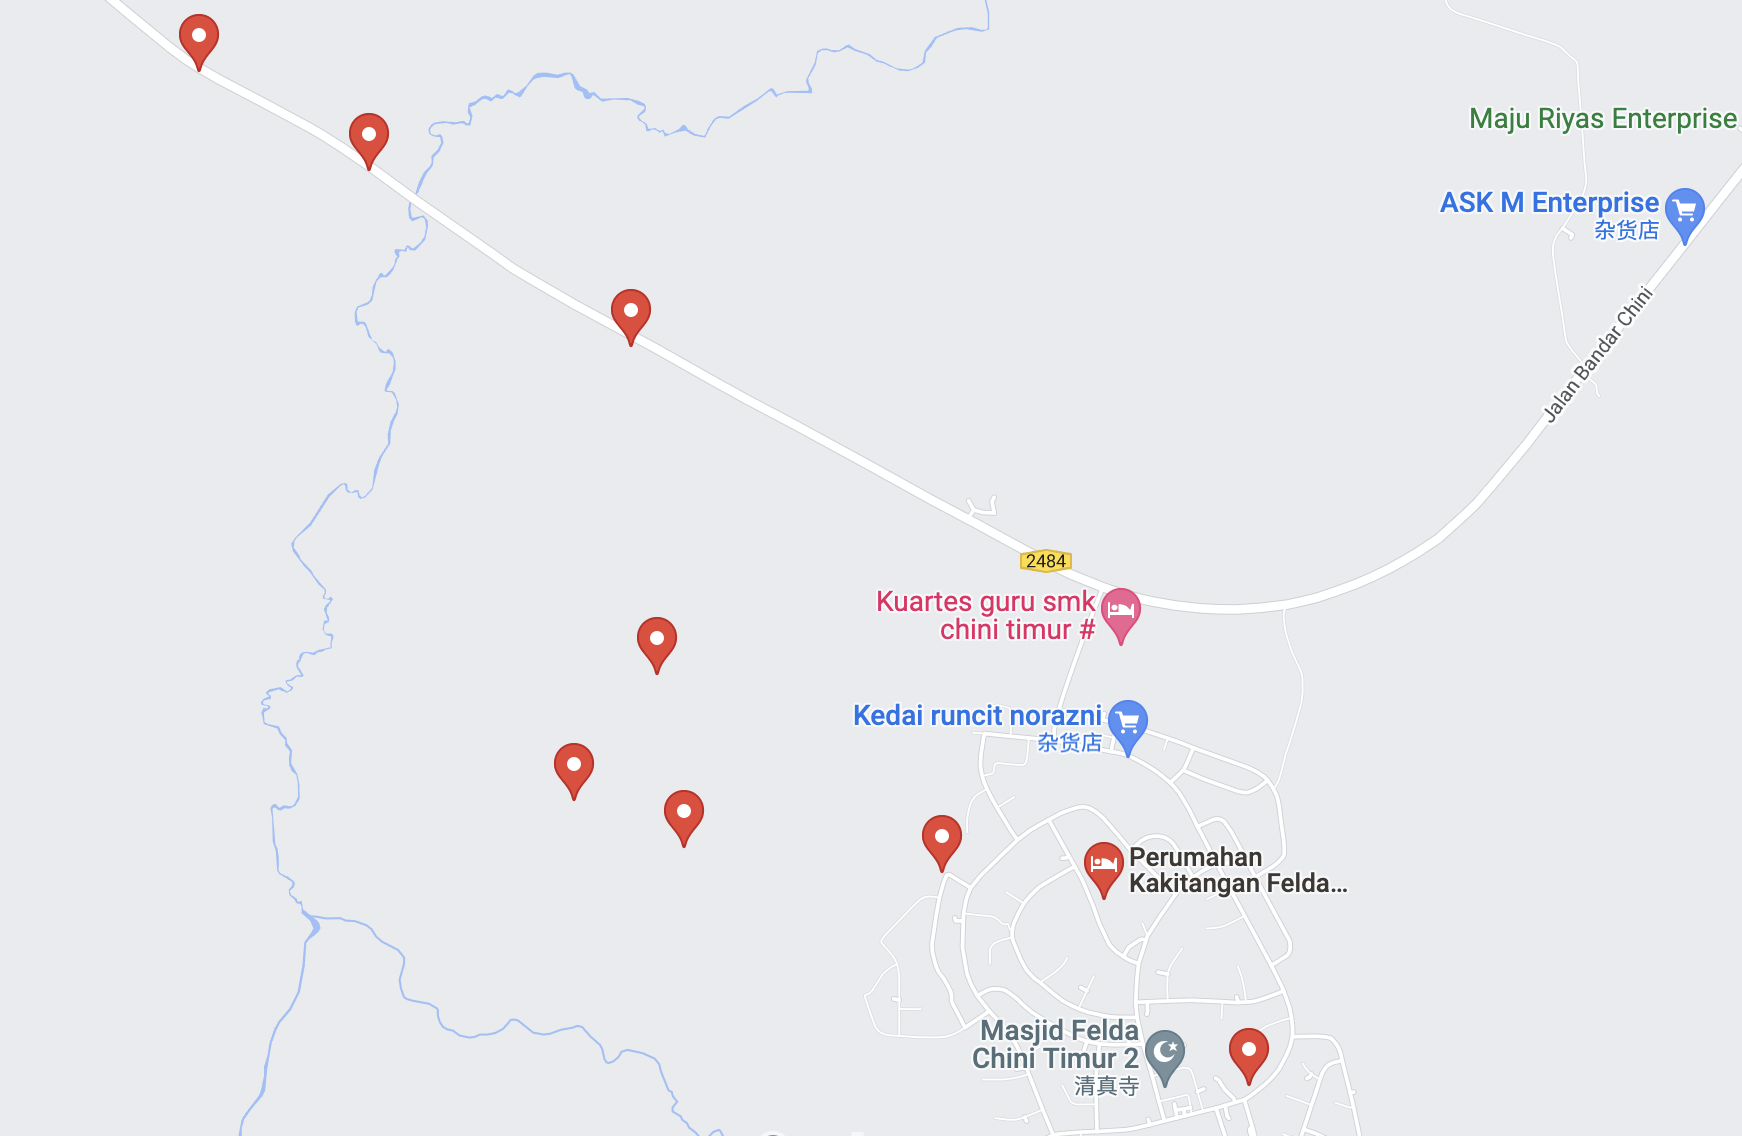 Maju Riyas Enterprise
ASK M Enterprise
杂货店
Jalan Bandar Chini
2484
Kuartes guru smk
chini timur #
Kedai runcit norazni
杂货店
Perumahan
Kakitangan Felda...
Masjid Felda
Chini Timur 2
清真寺